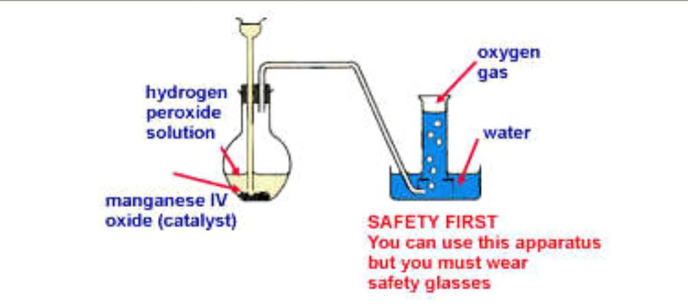 oxygen
gas
hydrogen
peroxide
solution
water
manganese IV
oxide (catalyst)
SAFETY FIRST
You can use this apparatus
but you must wear
safety glasses